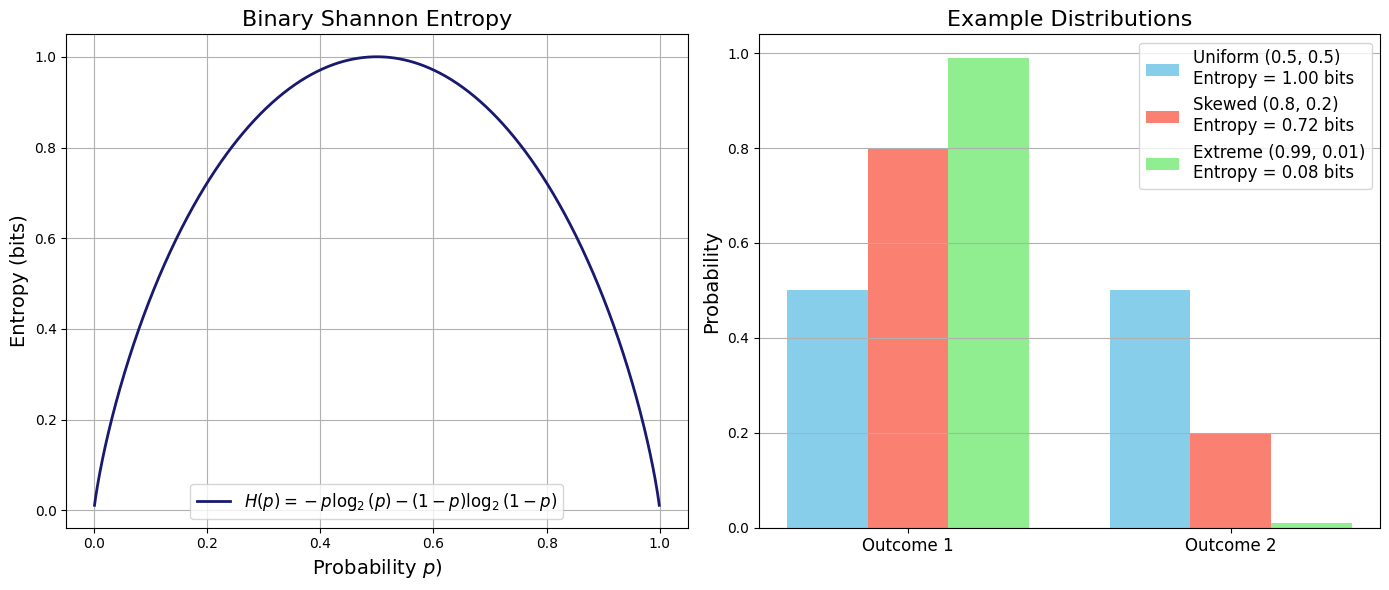 Binary Shannon Entropy
Entropy (bits)
1.0
0.8
0.6
0.4
0.2
0.0
H(p) = −p log₂ (p) − (1 − p) log₂ (1 − p)
0.0 0.2 0.4 0.6 0.8 1.0
Probability p)
Example Distributions
Probability
1.0
0.8
0.6
0.4
0.2
0.0
Uniform (0.5, 0.5)
Entropy = 1.00 bits
Skewed (0.8, 0.2)
Entropy = 0.72 bits
Extreme (0.99, 0.01)
Entropy = 0.08 bits
Outcome 1 Outcome 2